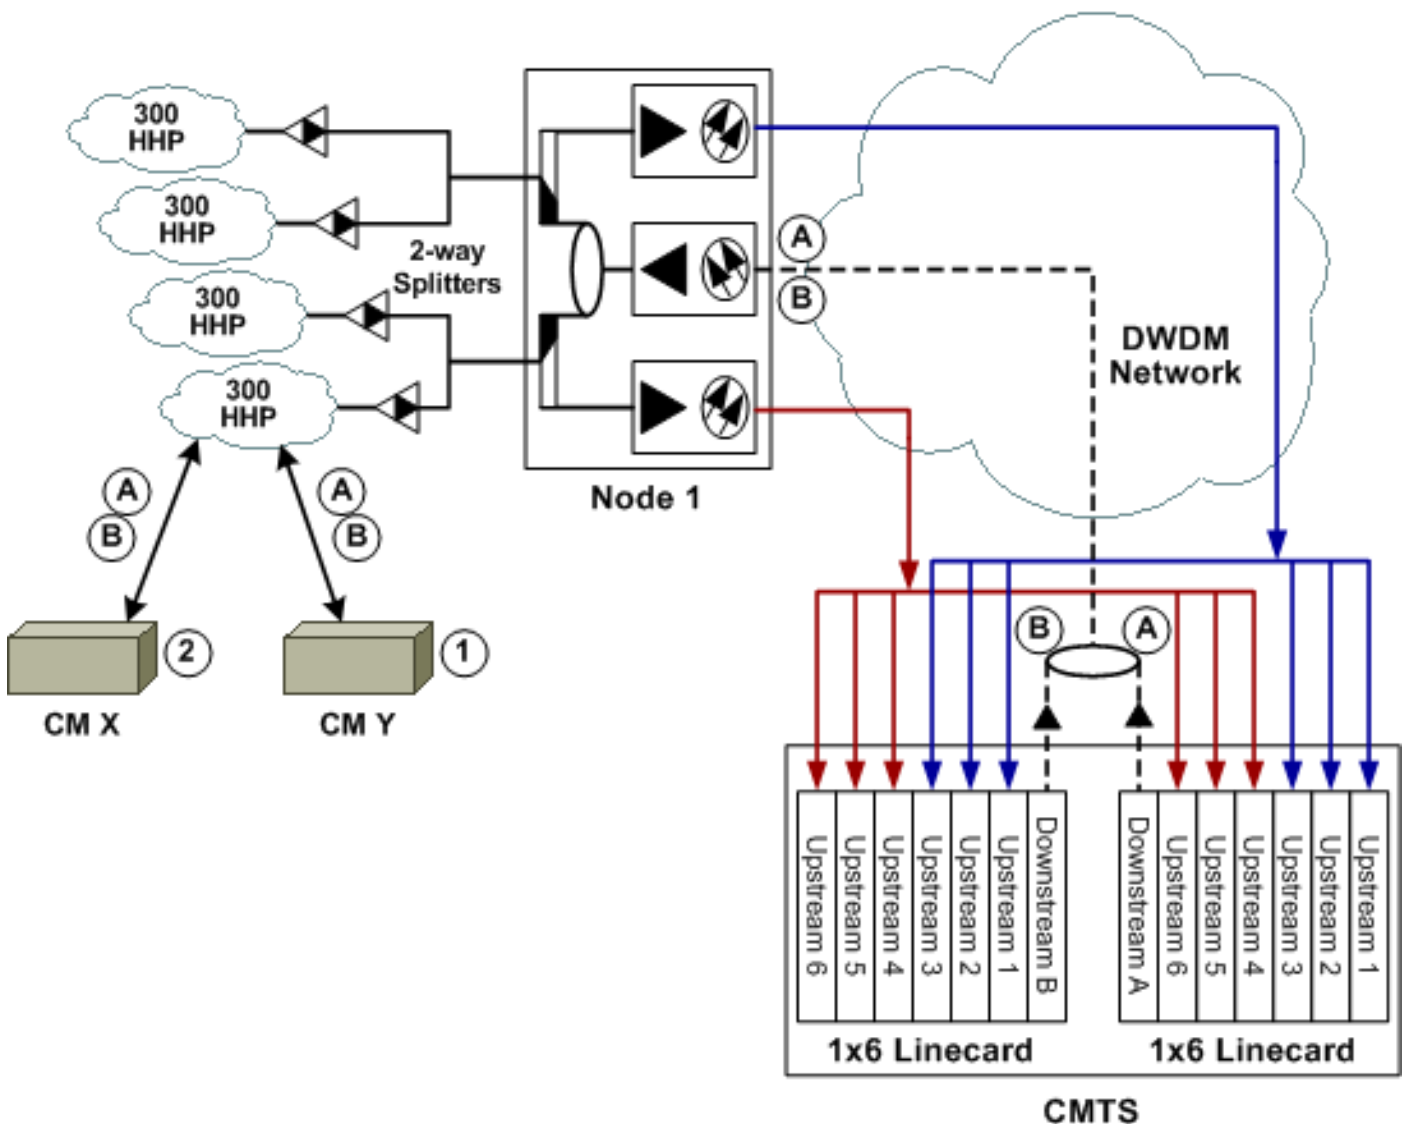 300
HHP
300
HHP
300
HHP
300
HHP
2-way
Splitters
Node 1
A
B
DWDM
Network
A
B
A
B
2
1
CM X
CM Y
B
A
Upstream 6
Upstream 5
Upstream 4
Upstream 3
Upstream 2
Upstream 1
Downstream B
Downstream A
Upstream 6
Upstream 5
Upstream 4
Upstream 3
Upstream 2
Upstream 1
1x6 Linecard
1x6 Linecard
CMTS